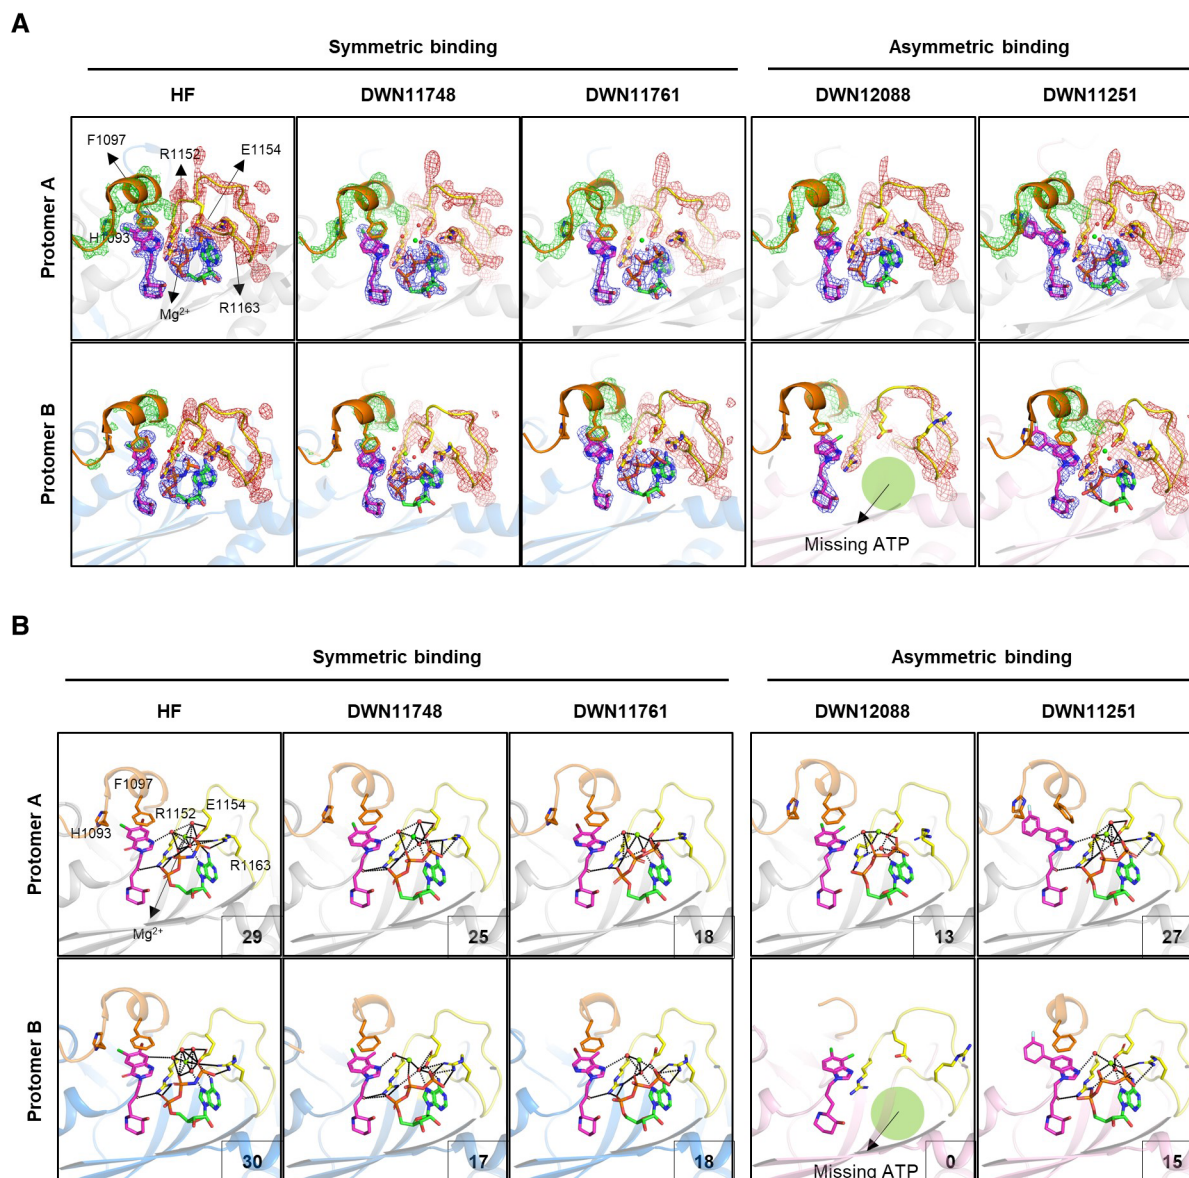 A
Symmetric binding
Asymmetric binding
HF
DWN11748
DWN11761
DWN12088
DWN11251
Protomer A
F1097
R1152
E1154
H1093
Mg2+
R1163
Protomer B
Missing ATP
B
Symmetric binding
Asymmetric binding
HF
DWN11748
DWN11761
DWN12088
DWN11251
Protomer A
F1097
R1152
E1154
H1093
R1163
Mg2+
29
25
18
13
27
Protomer B
Missing ATP
30
17
18
0
15